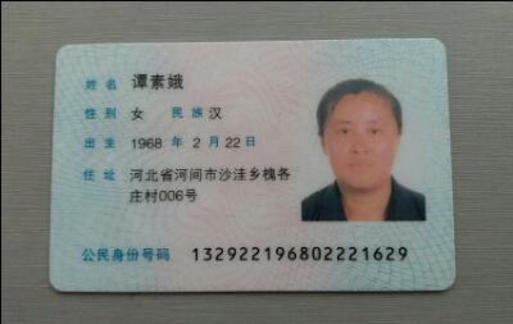 姓名 谭素娥
性别 女 民族 汉
出生 1968 年 2 月 22 日
住址 河北省河间市沙洼乡槐各
庄村006号
公民身份号码 132922196802221629